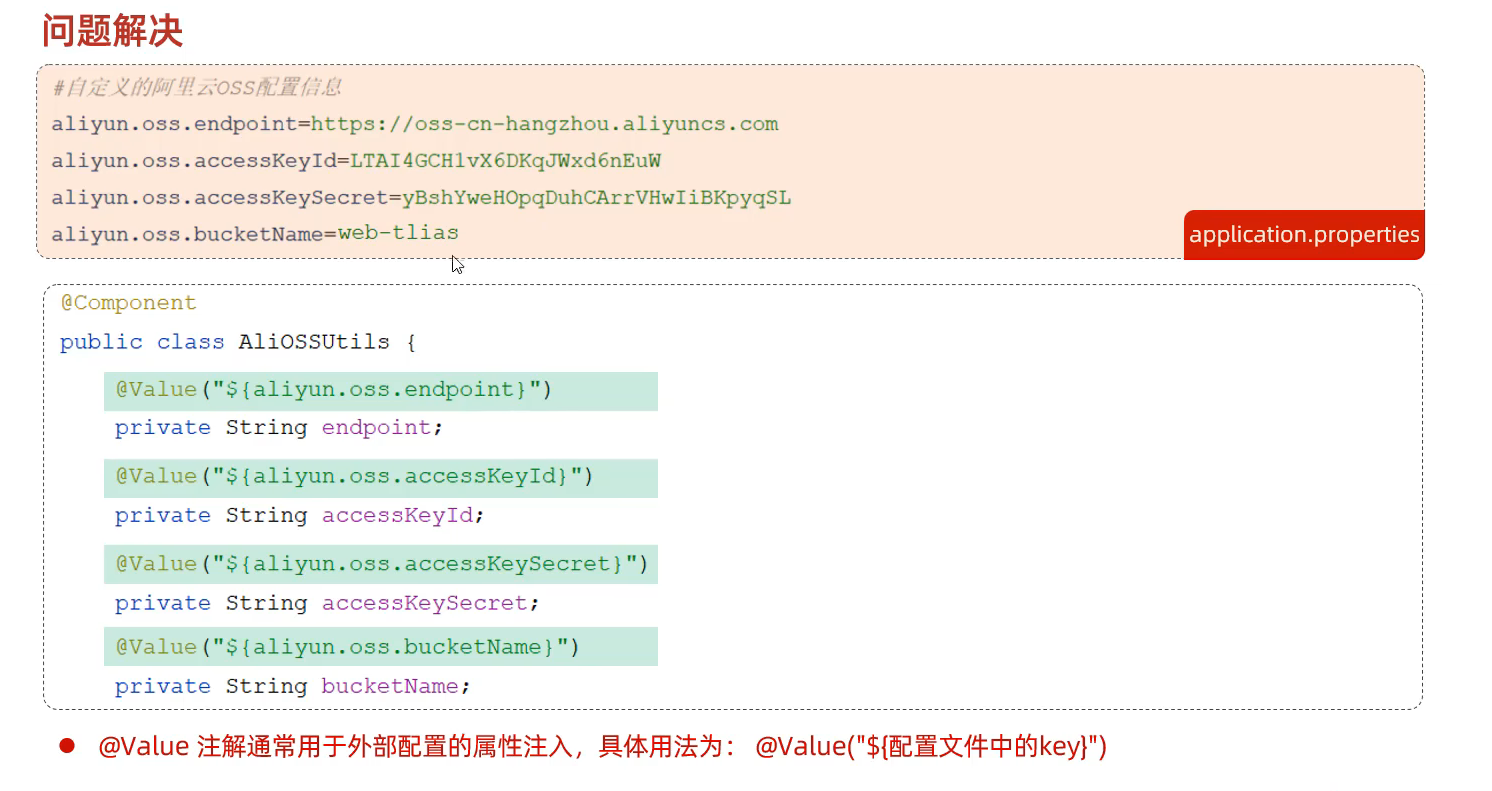 问题解决
#自定义的阿里云OSS配置信息
aliyun.oss.endpoint=https://oss-cn-hangzhou.aliyuncs.com
aliyun.oss.accessKeyId=LTAI4GCH1vX6DKqJWxd6nEuW
aliyun.oss.accessKeySecret=yBshYweHOpqDuhCArrVHwIiBKpyqSL
aliyun.oss.bucketName=web-tlias
application.properties
@Component
public class AliOSSUtils {
@Value("${aliyun.oss.endpoint}")
private String endpoint;
@Value("${aliyun.oss.accessKeyId}")
private String accessKeyId;
@Value("${aliyun.oss.accessKeySecret}")
private String accessKeySecret;
@Value("${aliyun.oss.bucketName}")
private String bucketName;
@Value 注解通常用于外部配置的属性注入，具体用法为： @Value("${配置文件中的key}")